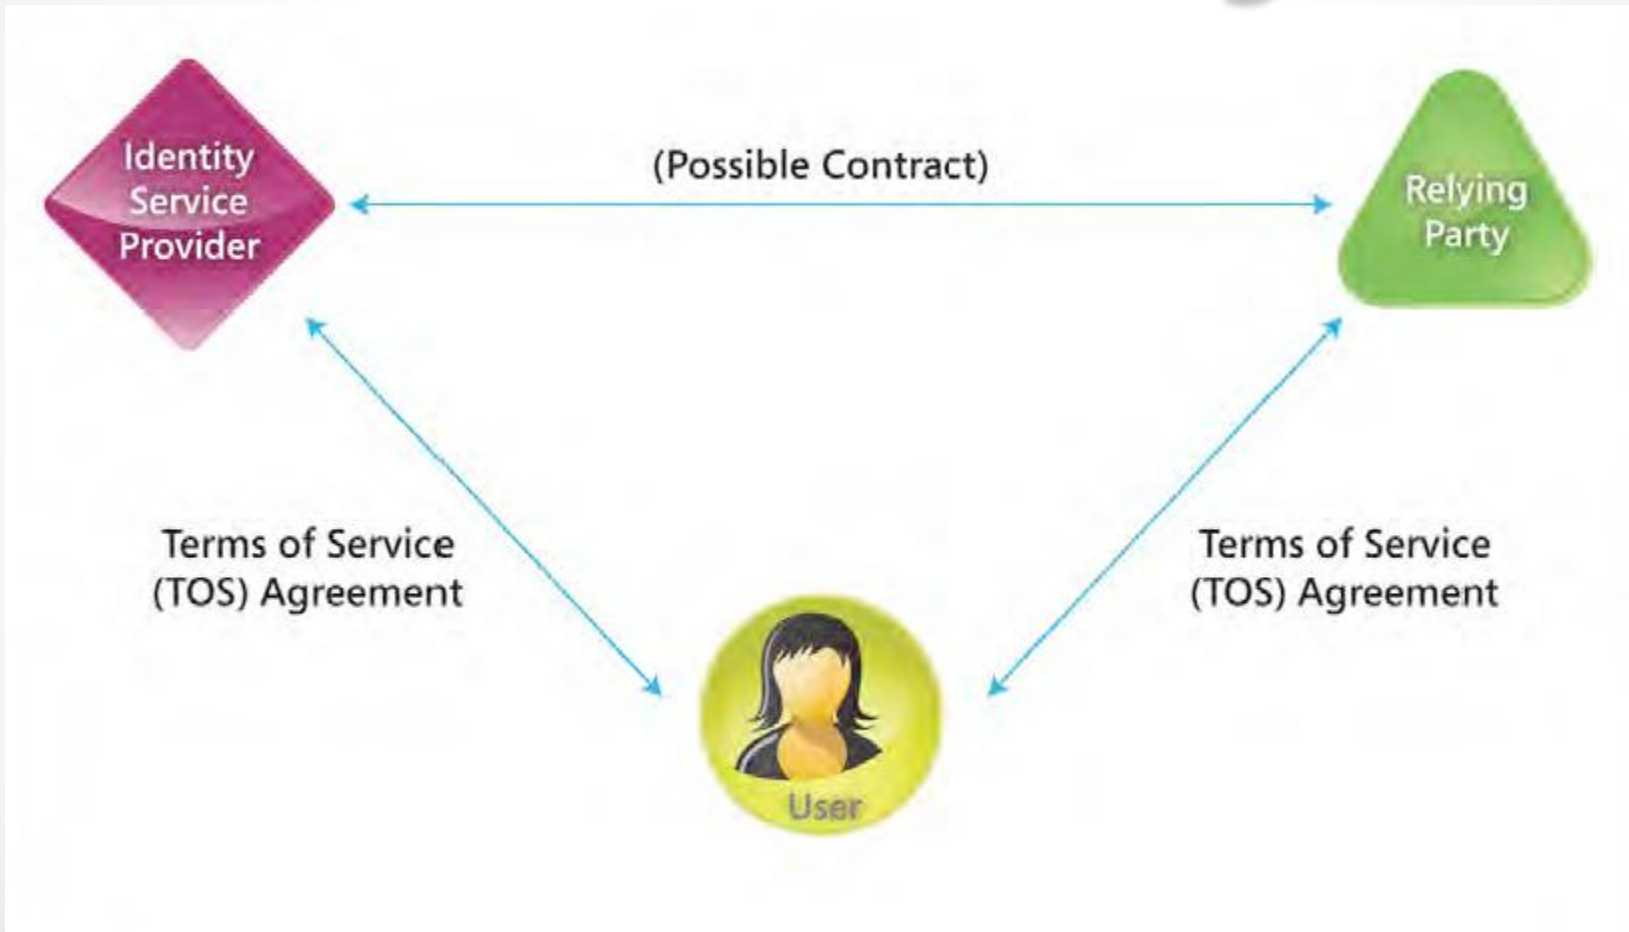 Identity
Service
Provider
(Possible Contract)
Relying
Party
Terms of Service
(TOS) Agreement
Terms of Service
(TOS) Agreement
User